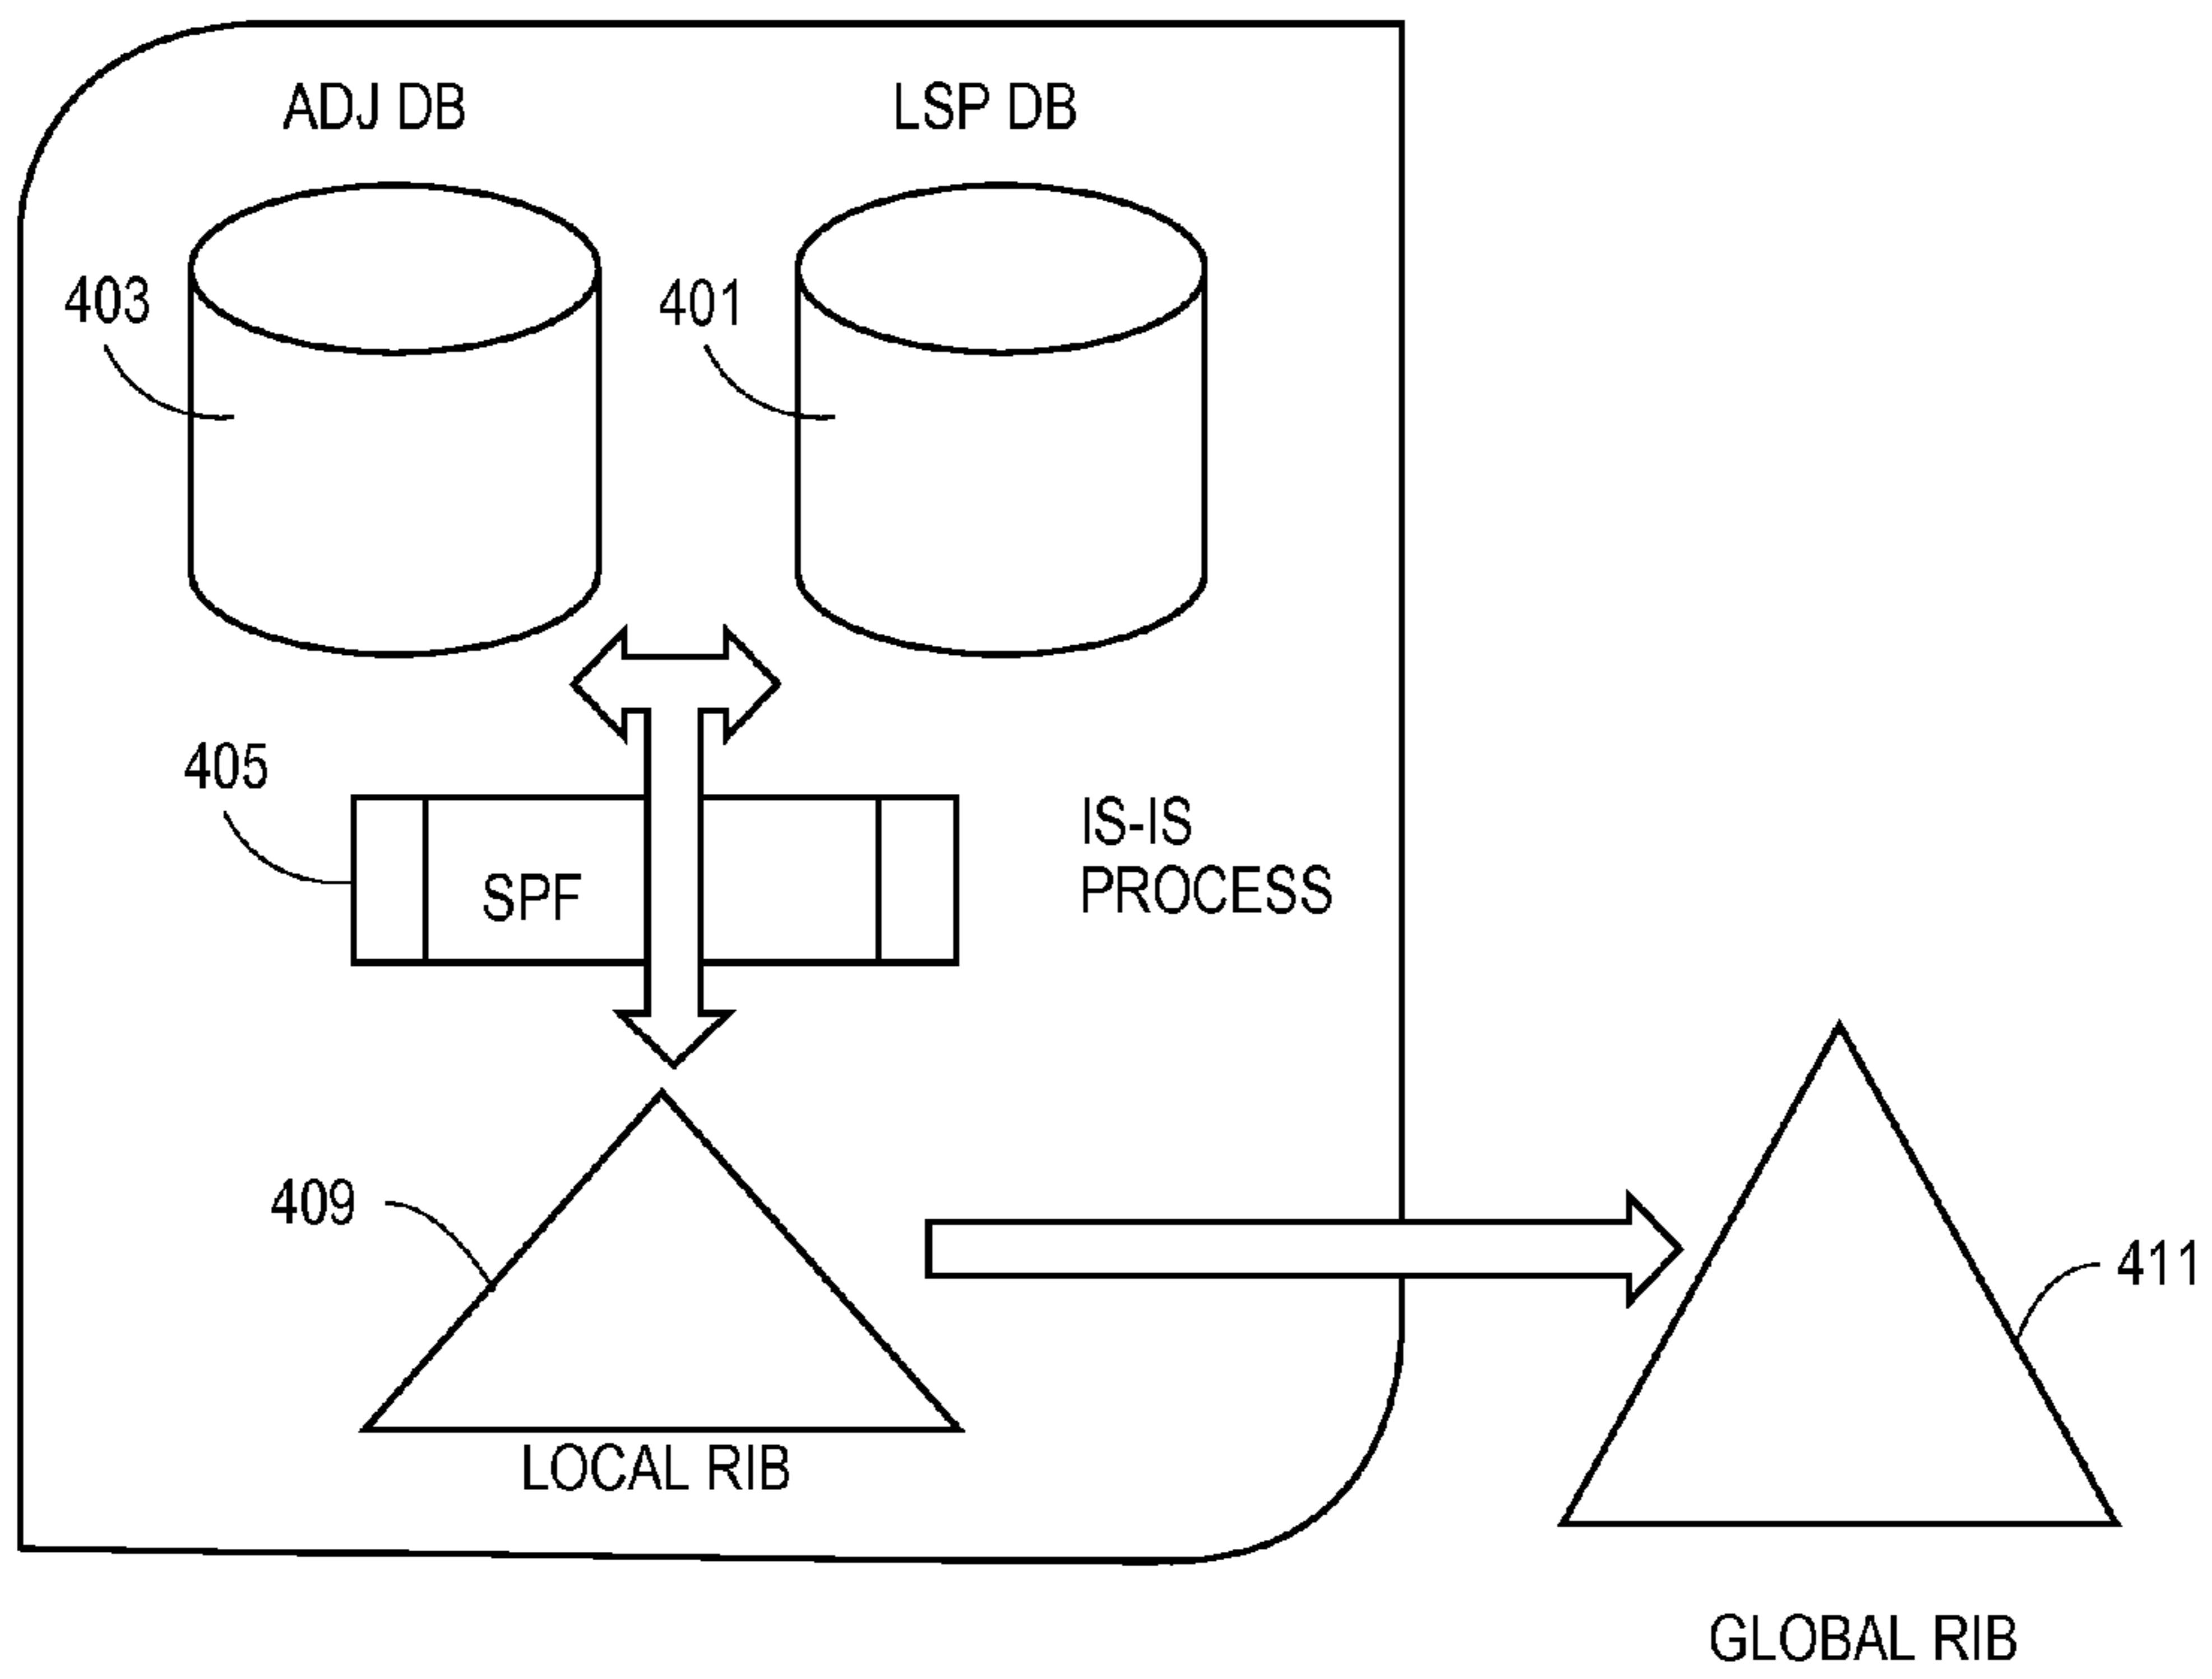 ADJ DB
LSP DB
403
401
405
SPF
IS-IS
PROCESS
409
411
LOCAL RIB
GLOBAL RIB